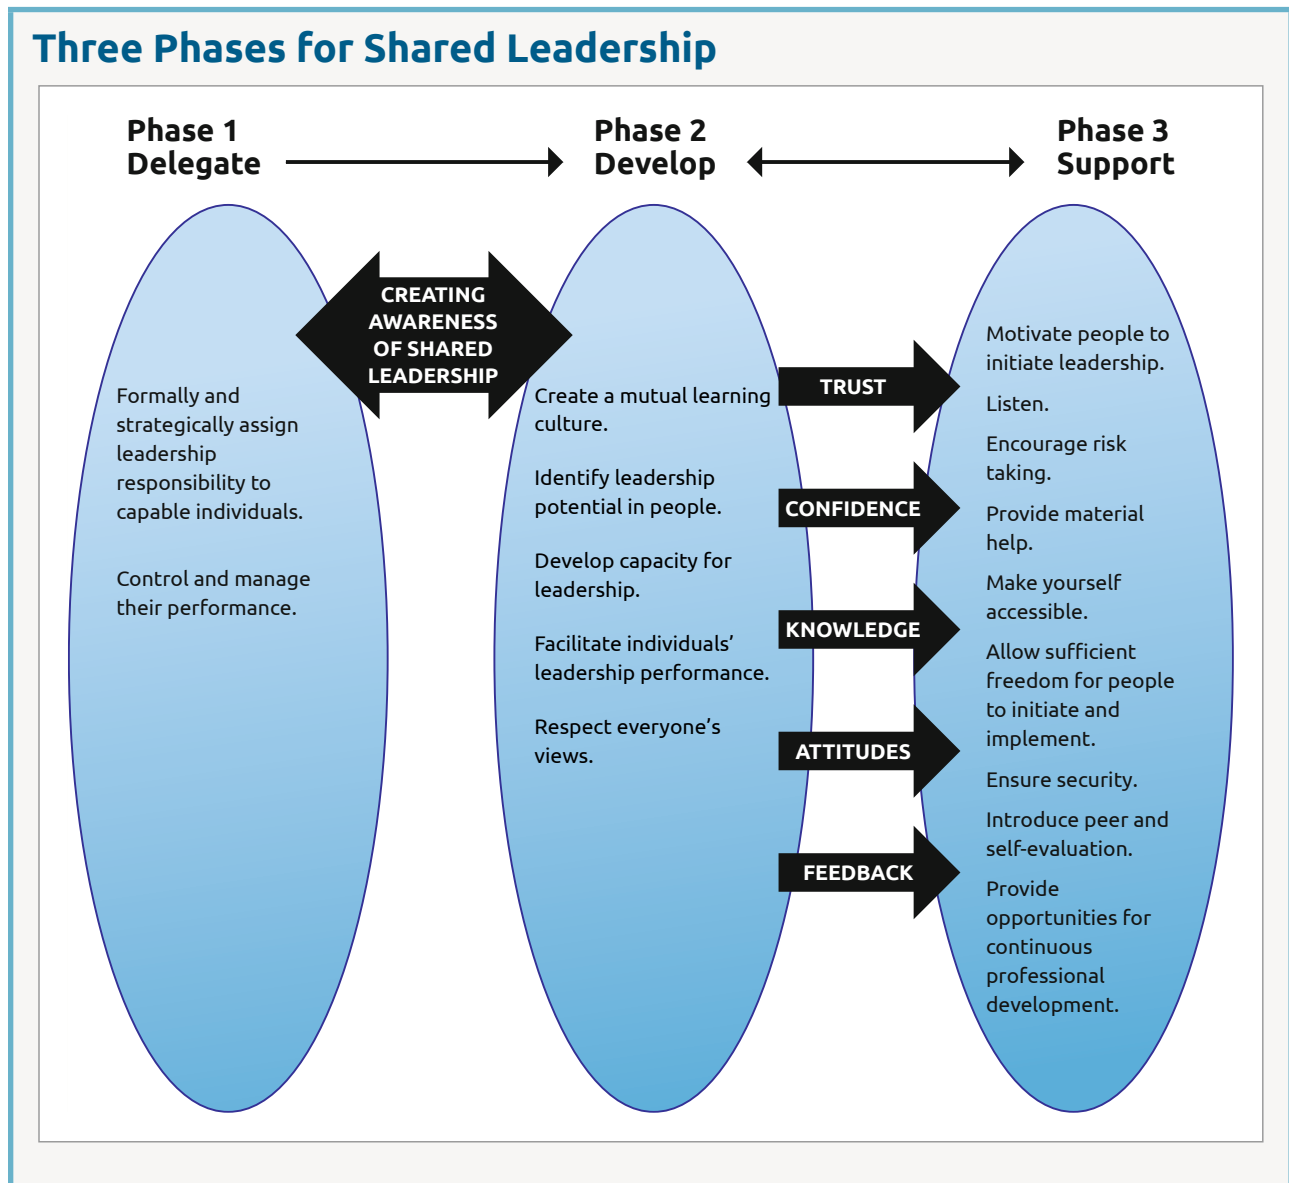 Three Phases for Shared Leadership
Phase 1
Delegate
Phase 2
Develop
Phase 3
Support
Formally and
strategically assign
leadership
responsibility to
capable individuals.
Control and manage
their performance.
CREATING
AWARENESS
OF SHARED
LEADERSHIP
Create a mutual learning
culture.
Identify leadership
potential in people.
Develop capacity for
leadership.
Facilitate individuals’
leadership performance.
Respect everyone’s
views.
TRUST
CONFIDENCE
KNOWLEDGE
ATTITUDES
FEEDBACK
Motivate people to
initiate leadership.
Listen.
Encourage risk
taking.
Provide material
help.
Make yourself
accessible.
Allow sufficient
freedom for people
to initiate and
implement.
Ensure security.
Introduce peer and
self-evaluation.
Provide
opportunities for
continuous
professional
development.